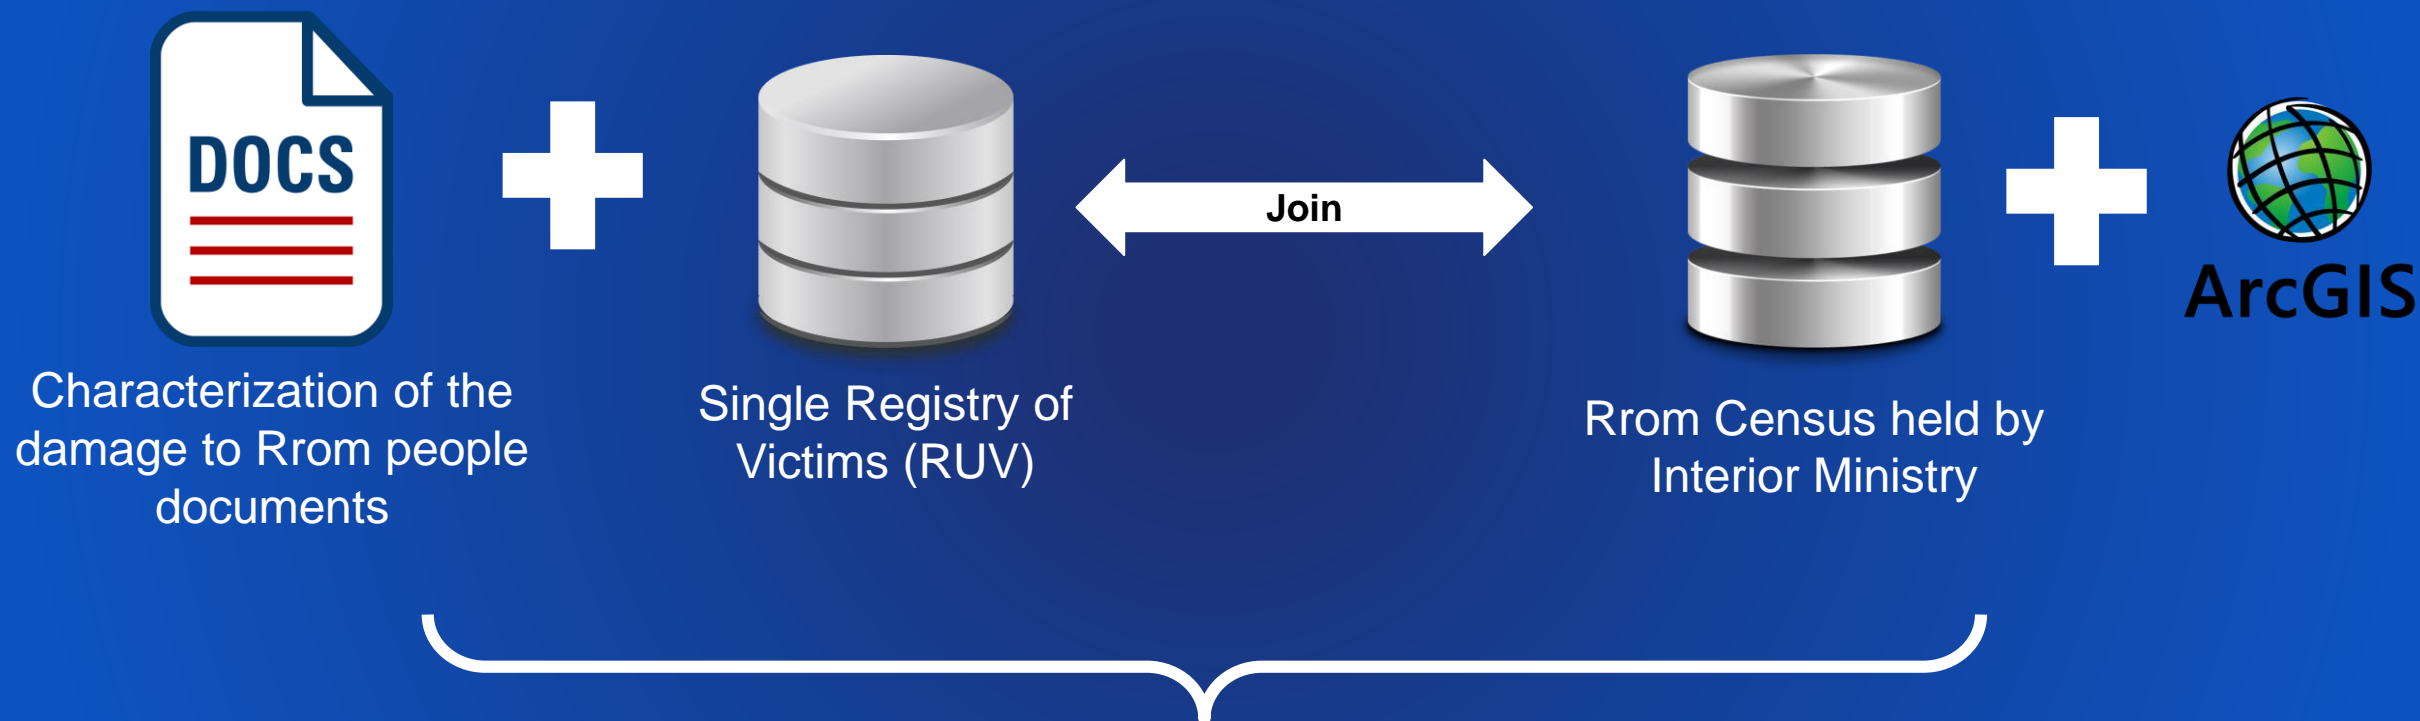 DOCS
Characterization of the
damage to Rrom people
documents
Single Registry of
Victims (RUV)
Join
Rrom Census held by
Interior Ministry
ArcGIS